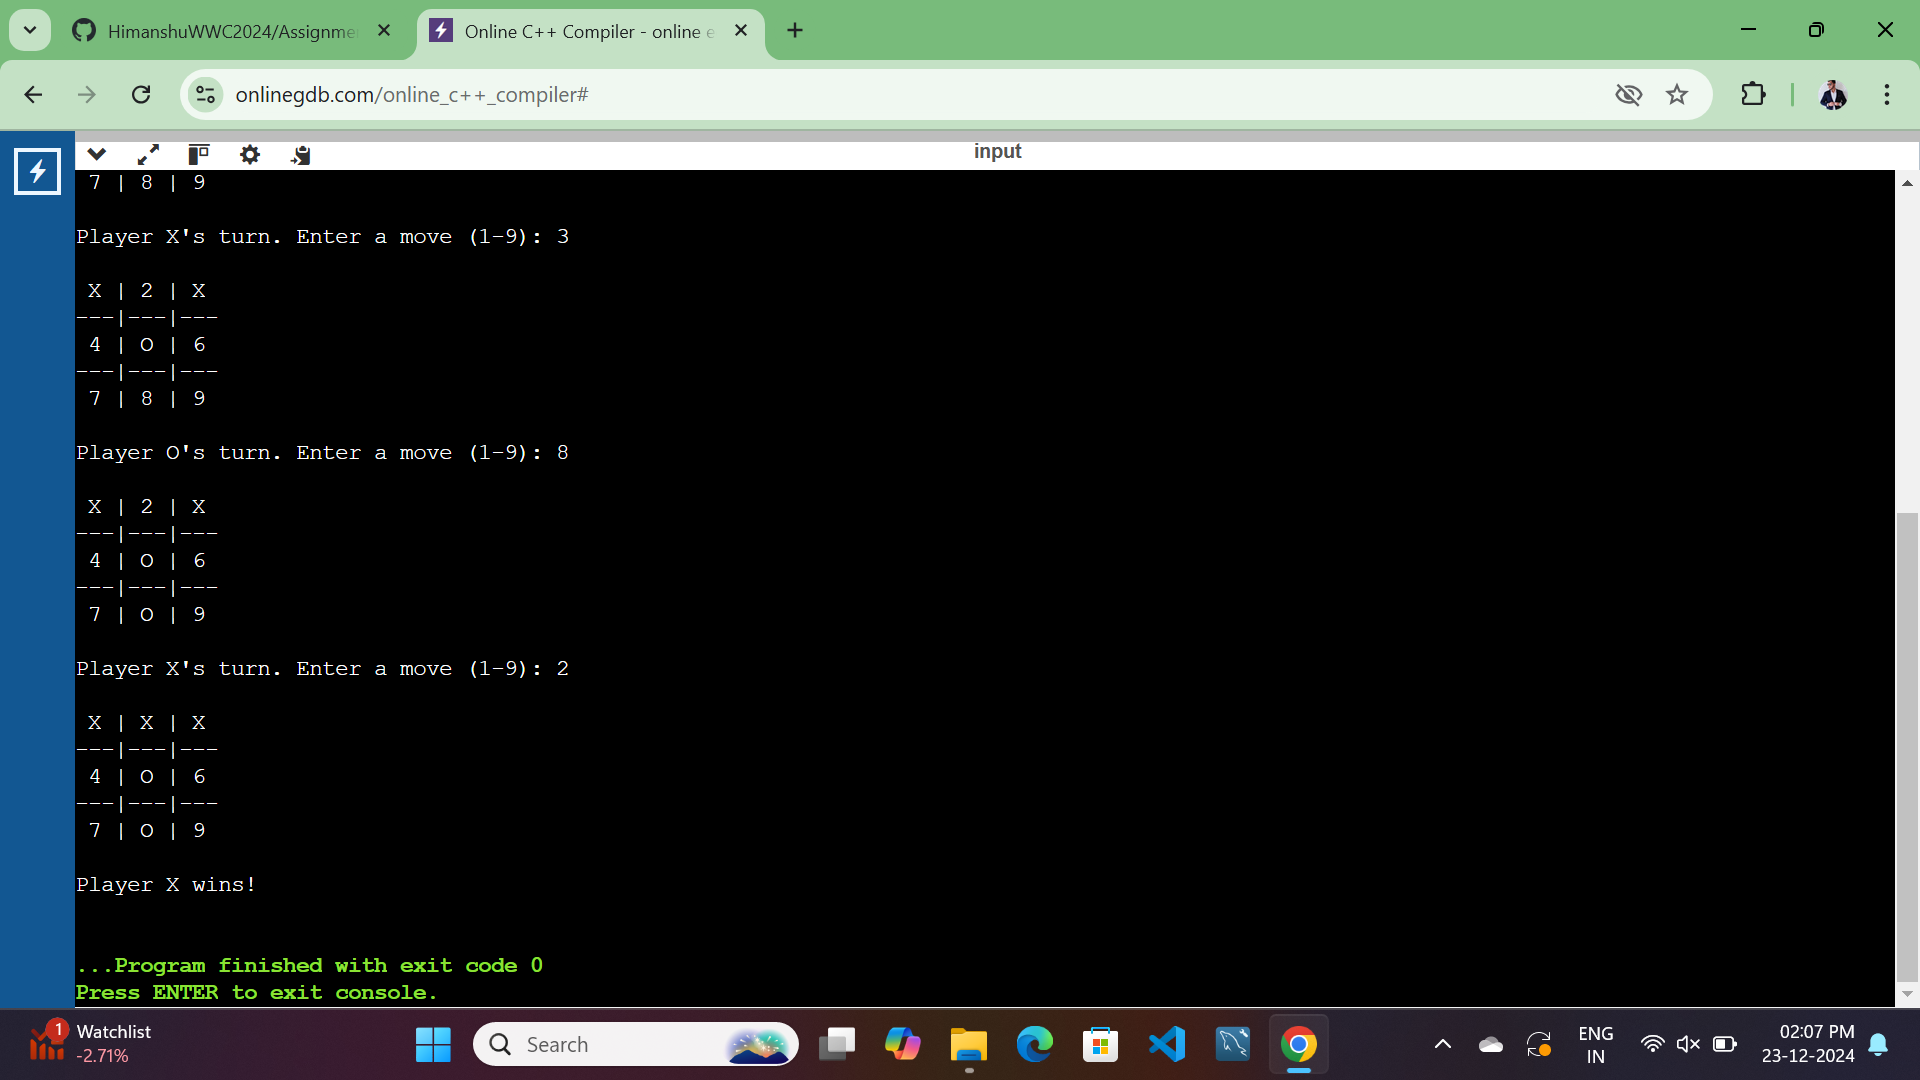 HimanshuWWC2024/Assignme
Online C++ Compiler - online e
onlinegdb.com/online_c++_compiler#
input
7 | 8 | 9
Player X's turn. Enter a move (1-9): 3
X | 2 | X
---|---|---
4 | O | 6
---|---|---
7 | 8 | 9
Player O's turn. Enter a move (1-9): 8
X | 2 | X
---|---|---
4 | O | 6
---|---|---
7 | O | 9
Player X's turn. Enter a move (1-9): 2
X | X | X
---|---|---
4 | O | 6
---|---|---
7 | O | 9
Player X wins!
...Program finished with exit code 0
Press ENTER to exit console.
1
Watchlist
-2.71%
Search
ENG
IN
02:07 PM
23-12-2024